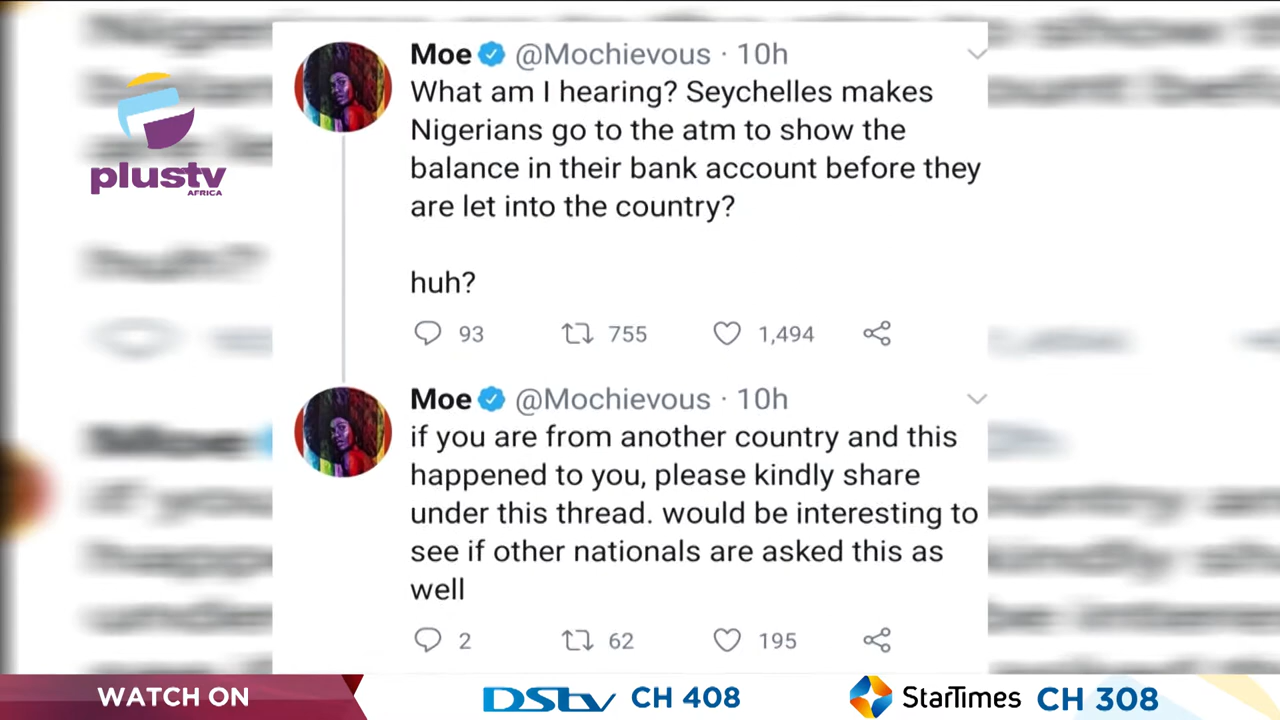 plustv
AFRICA
Moe @Mochievous · 10h
What am I hearing? Seychelles makes
Nigerians go to the atm to show the
balance in their bank account before they
are let into the country?
huh?
93 755 1,494
Moe @Mochievous · 10h
if you are from another country and this
happened to you, please kindly share
under this thread. would be interesting to
see if other nationals are asked this as
well
2 62 195
WATCH ON DStv CH 408 StarTimes CH 308